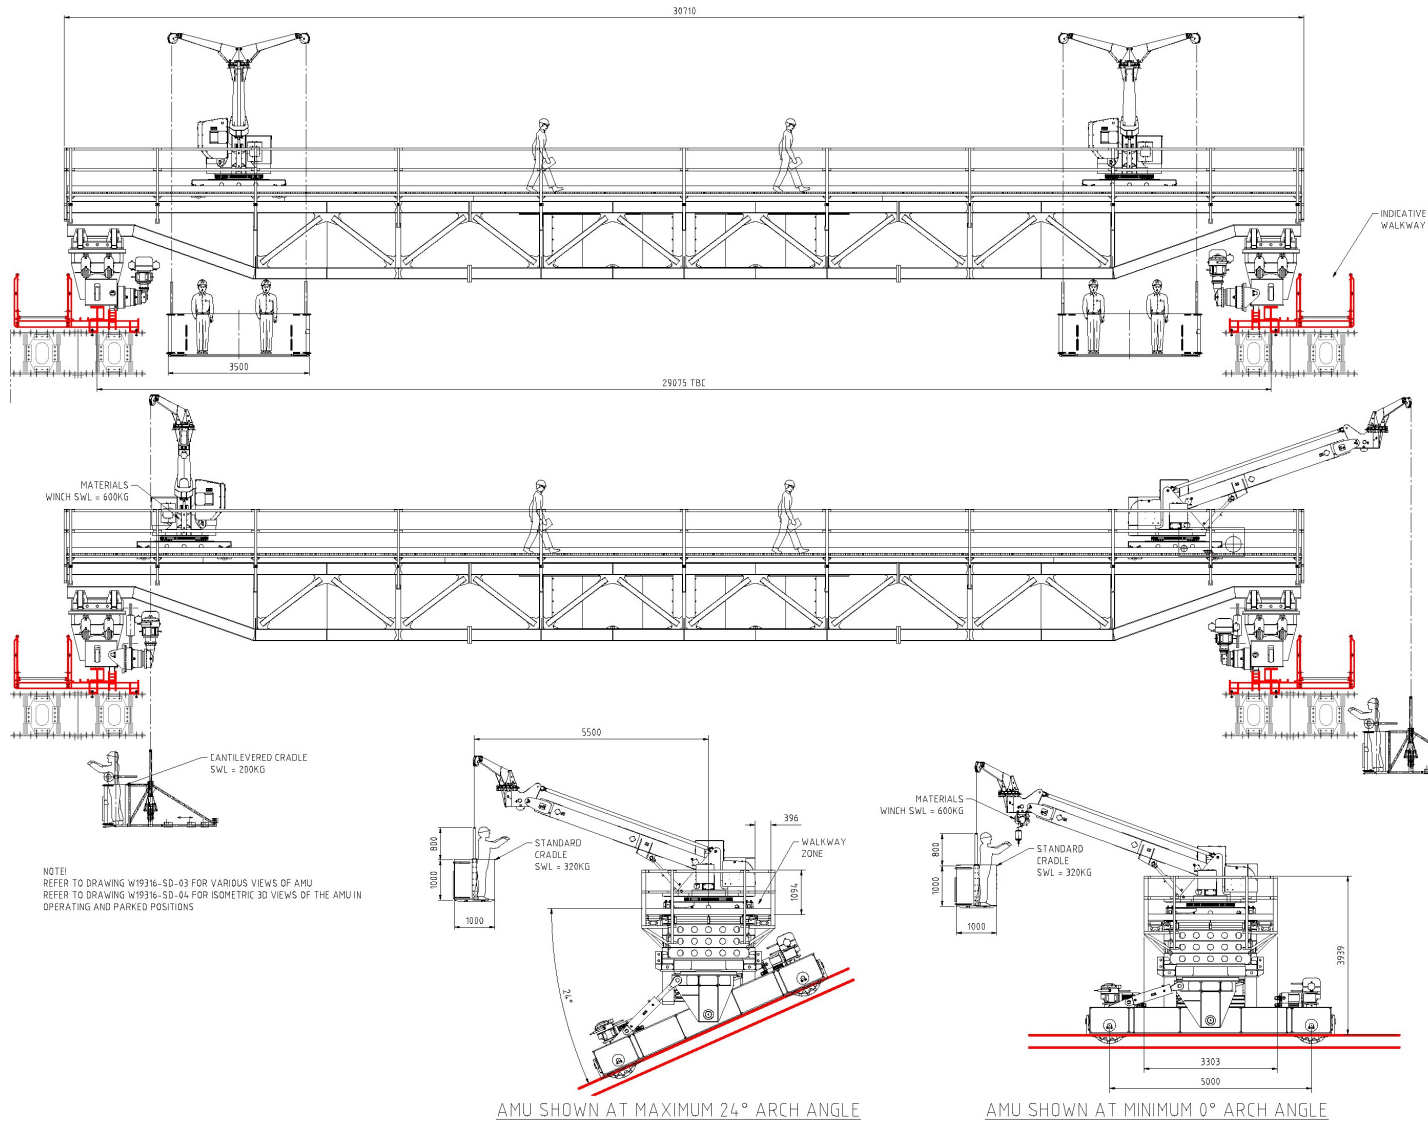 30710
INDICATIVE
WALKWAY
3500
29075 TBC
MATERIALS
WINCH SWL = 600KG
CANTILEVERED CRADLE
SWL = 200KG
NOTE!
REFER TO DRAWING W19316-SD-03 FOR VARIOUS VIEWS OF AMU
REFER TO DRAWING W19316-SD-04 FOR ISOMETRIC 3D VIEWS OF THE AMU IN
OPERATING AND PARKED POSITIONS
5500
396
WALKWAY
ZONE
800
STANDARD
CRADLE
SWL = 320KG
1000
1000
1094
24°
AMU SHOWN AT MAXIMUM 24° ARCH ANGLE
MATERIALS
WINCH SWL = 600KG
800
STANDARD
CRADLE
SWL = 320KG
1000
1000
3939
3303
5000
AMU SHOWN AT MINIMUM 0° ARCH ANGLE